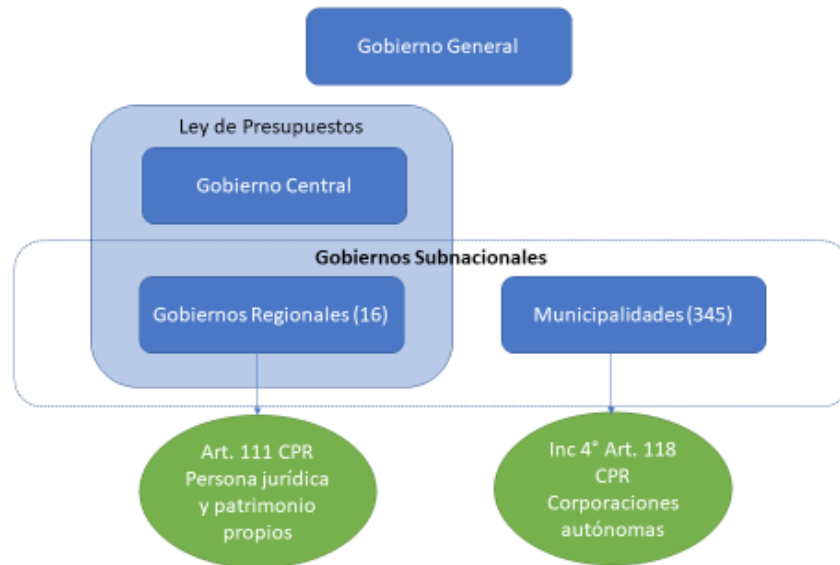 Gobierno General
Ley de Presupuestos
Gobierno Central
Gobiernos Subnacionales
Gobiernos Regionales (16)
Municipalidades (345)
Art. 111 CPR
Persona jurídica
y patrimonio
propios
Inc 4° Art. 118
CPR
Corporaciones
autónomas